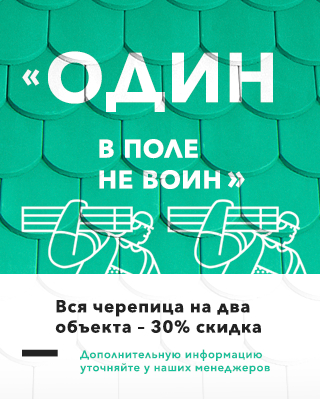 «ОДИН
В ПОЛЕ
НЕ ВОИН»
Вся черепица на два
объекта – 30% скидка
Дополнительную информацию
уточняйте у наших менеджеров